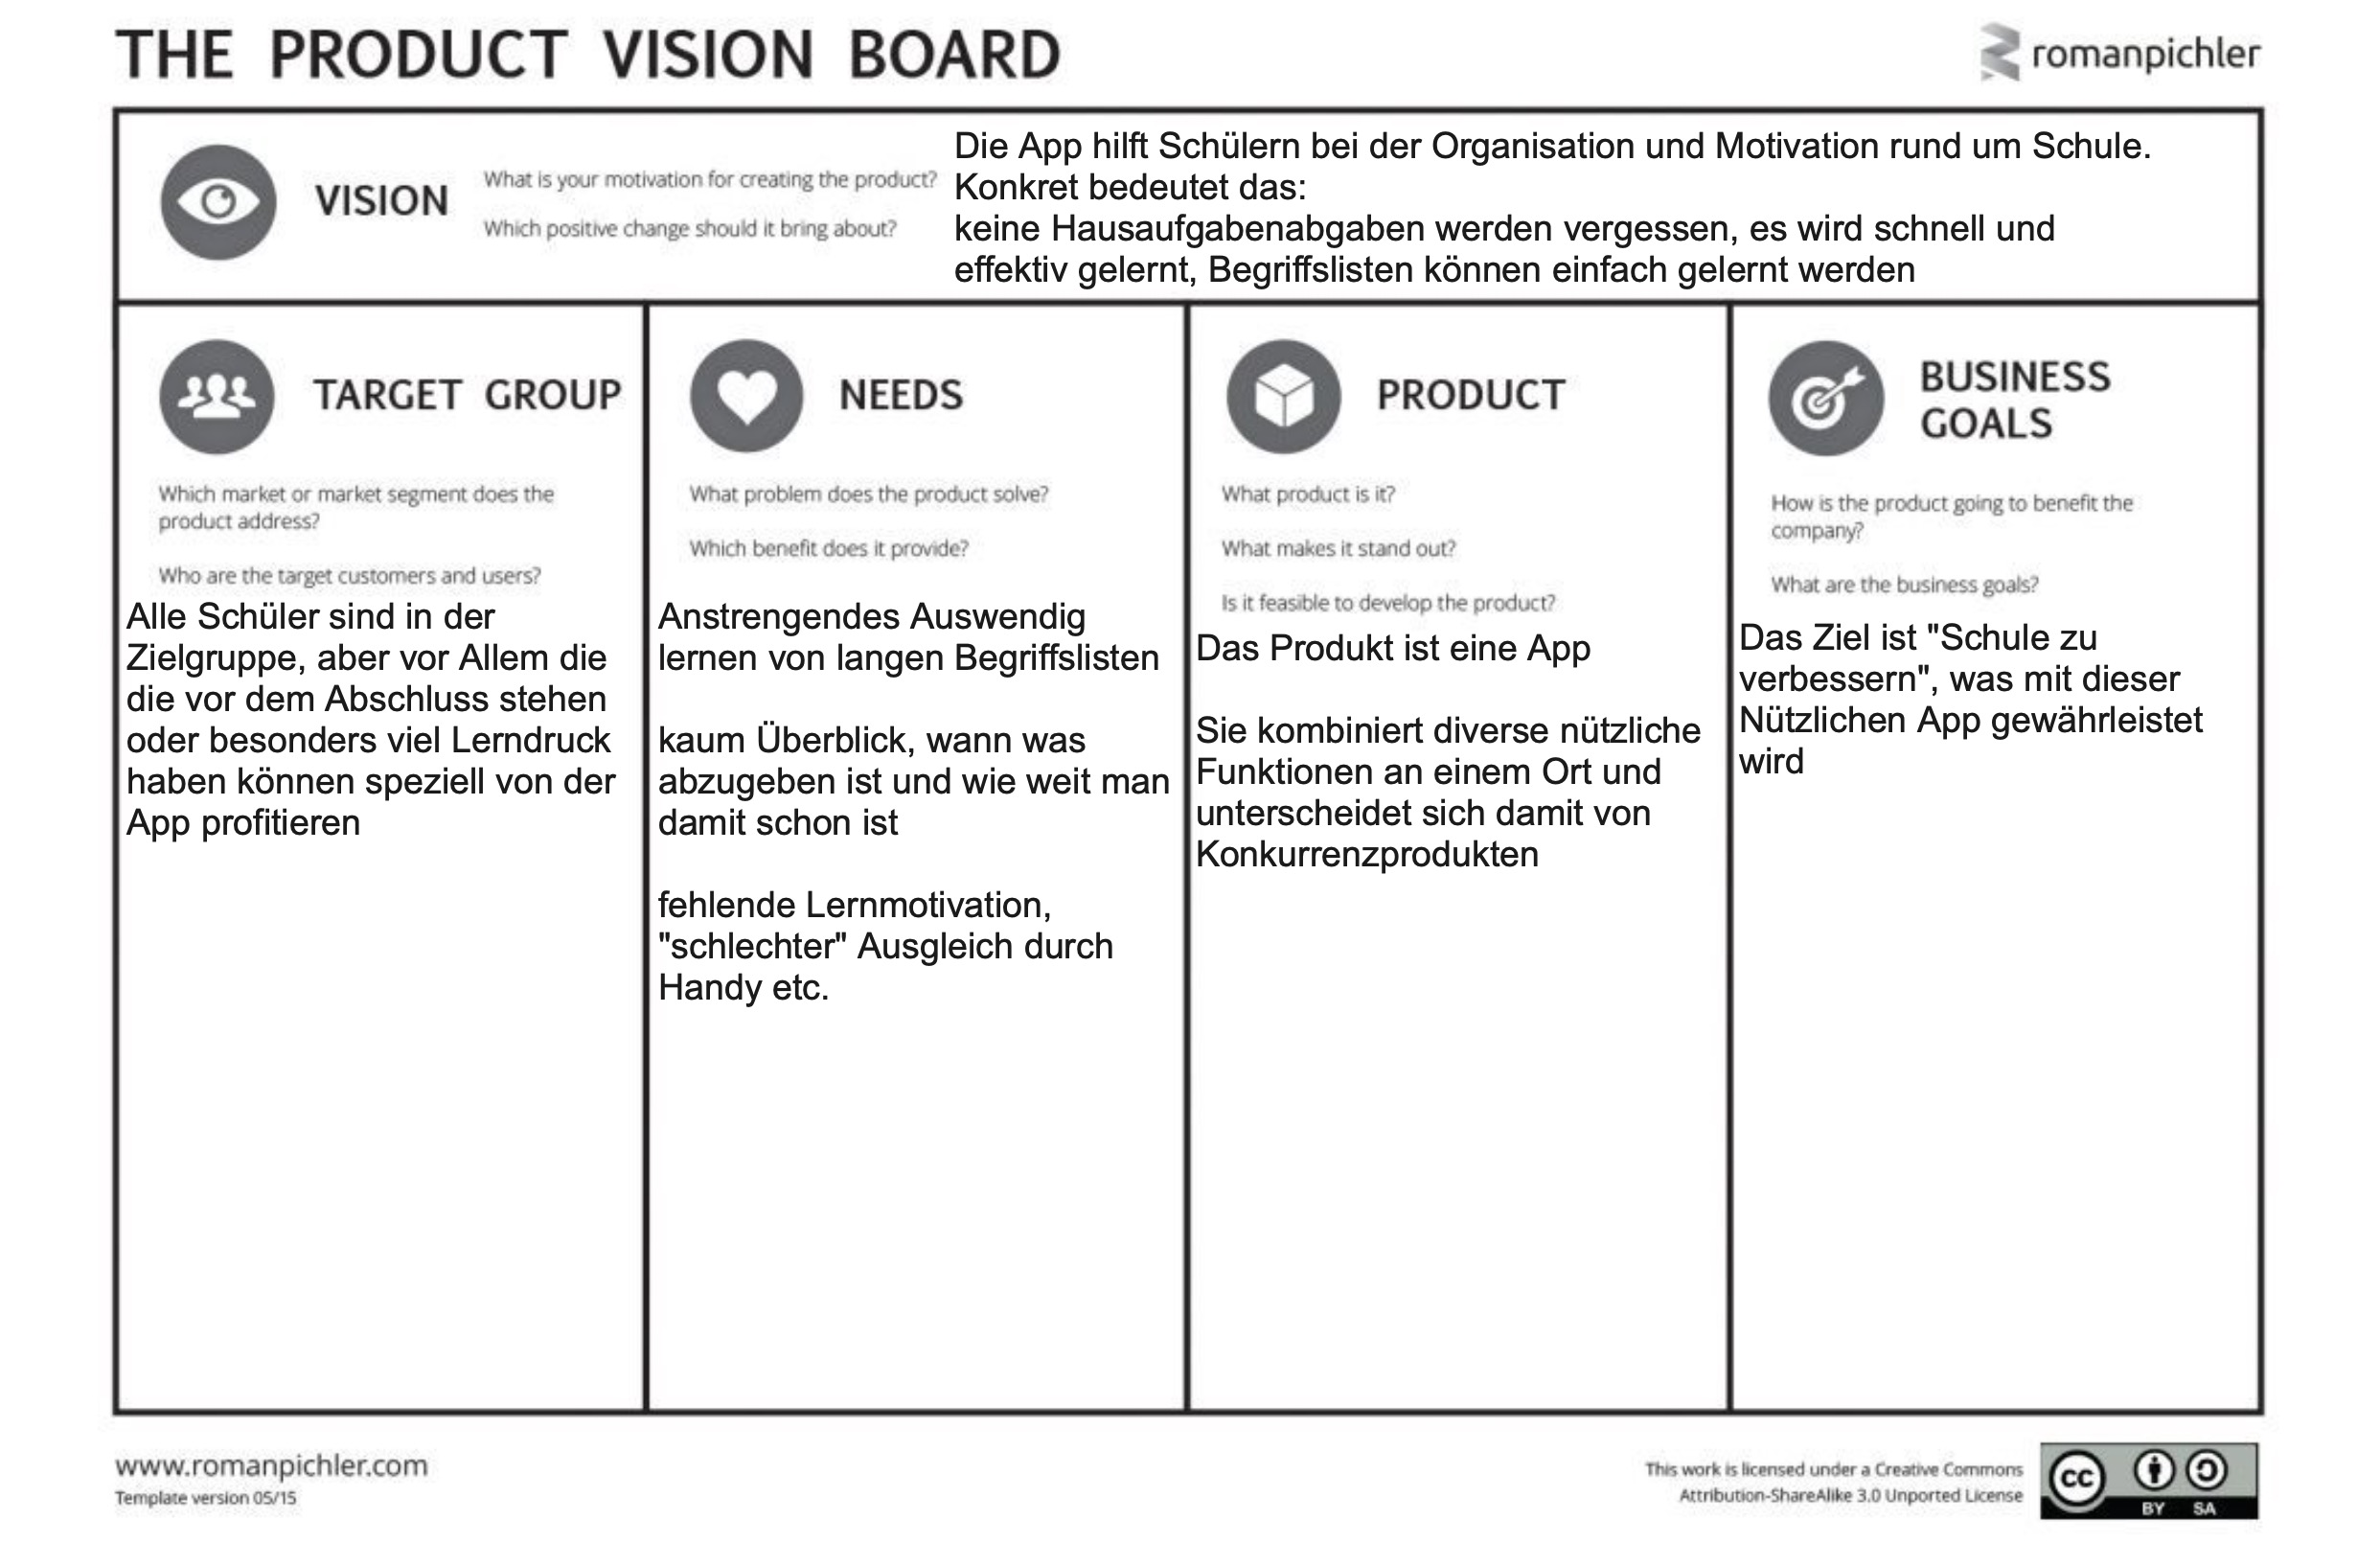 THE PRODUCT VISION BOARD
romanpichler
VISION
What is your motivation for creating the product?
Which positive change should it bring about?
Die App hilft Schülern bei der Organisation und Motivation rund um Schule.
Konkret bedeutet das:
keine Hausaufgabenabgaben werden vergessen, es wird schnell und
effektiv gelernt, Begriffslisten können einfach gelernt werden
TARGET GROUP
Which market or market segment does the
product address?
Who are the target customers and users?
Alle Schüler sind in der
Zielgruppe, aber vor Allem die
die vor dem Abschluss stehen
oder besonders viel Lerndruck
haben können speziell von der
App profitieren
NEEDS
What problem does the product solve?
Which benefit does it provide?
Anstrengendes Auswendig
lernen von langen Begriffslisten
kaum Überblick, wann was
abzugeben ist und wie weit man
damit schon ist
fehlende Lernmotivation,
"schlechter" Ausgleich durch
Handy etc.
PRODUCT
What product is it?
What makes it stand out?
Is it feasible to develop the product?
Das Produkt ist eine App
Sie kombiniert diverse nützliche
Funktionen an einem Ort und
unterscheidet sich damit von
Konkurrenzprodukten
BUSINESS
GOALS
How is the product going to benefit the
company?
What are the business goals?
Das Ziel ist "Schule zu
verbessern", was mit dieser
Nützlichen App gewährleistet
wird
www.romanpichler.com
Template version 05/15
This work is licensed under a Creative Commons
Attribution-ShareAlike 3.0 Unported License
cc
BY SA